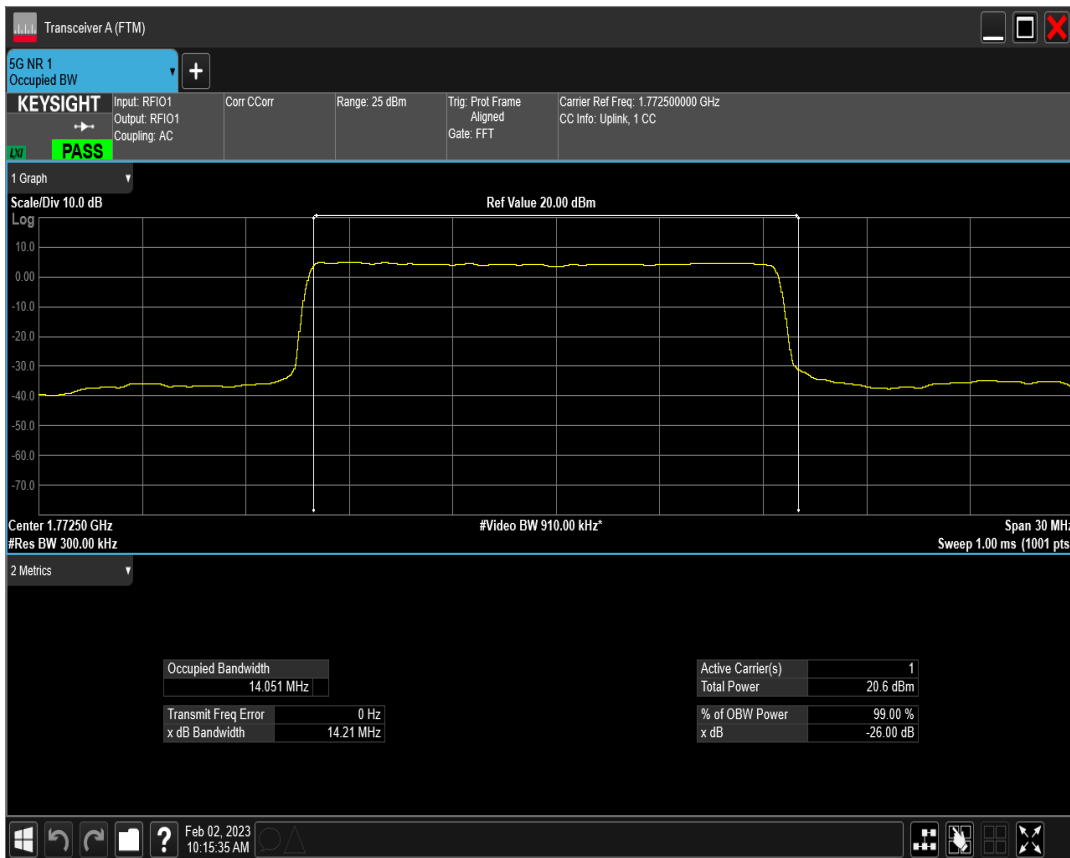 Transceiver A (FTM)
5G NR 1
Occupied BW
+
KEYSIGHT
LXI
PASS
Input: RFIO1
Output: RFIO1
Coupling: AC
Corr CCorr
Range: 25 dBm
Trig: Prot Frame
Aligned
Gate: FFT
Carrier Ref Freq: 1.772500000 GHz
CC Info: Uplink, 1 CC
1 Graph
Scale/Div 10.0 dB
Ref Value 20.00 dBm
Log
10.0
0.00
-10.0
-20.0
-30.0
-40.0
-50.0
-60.0
-70.0
Center 1.77250 GHz
#Video BW 910.00 kHz*
Span 30 MHz
#Res BW 300.00 kHz
Sweep 1.00 ms (1001 pts
2 Metrics
Occupied Bandwidth
14.051 MHz
Transmit Freq Error 0 Hz
x dB Bandwidth 14.21 MHz
Active Carrier(s) 1
Total Power 20.6 dBm
% of OBW Power 99.00 %
x dB -26.00 dB
?
Feb 02, 2023
10:15:35 AM